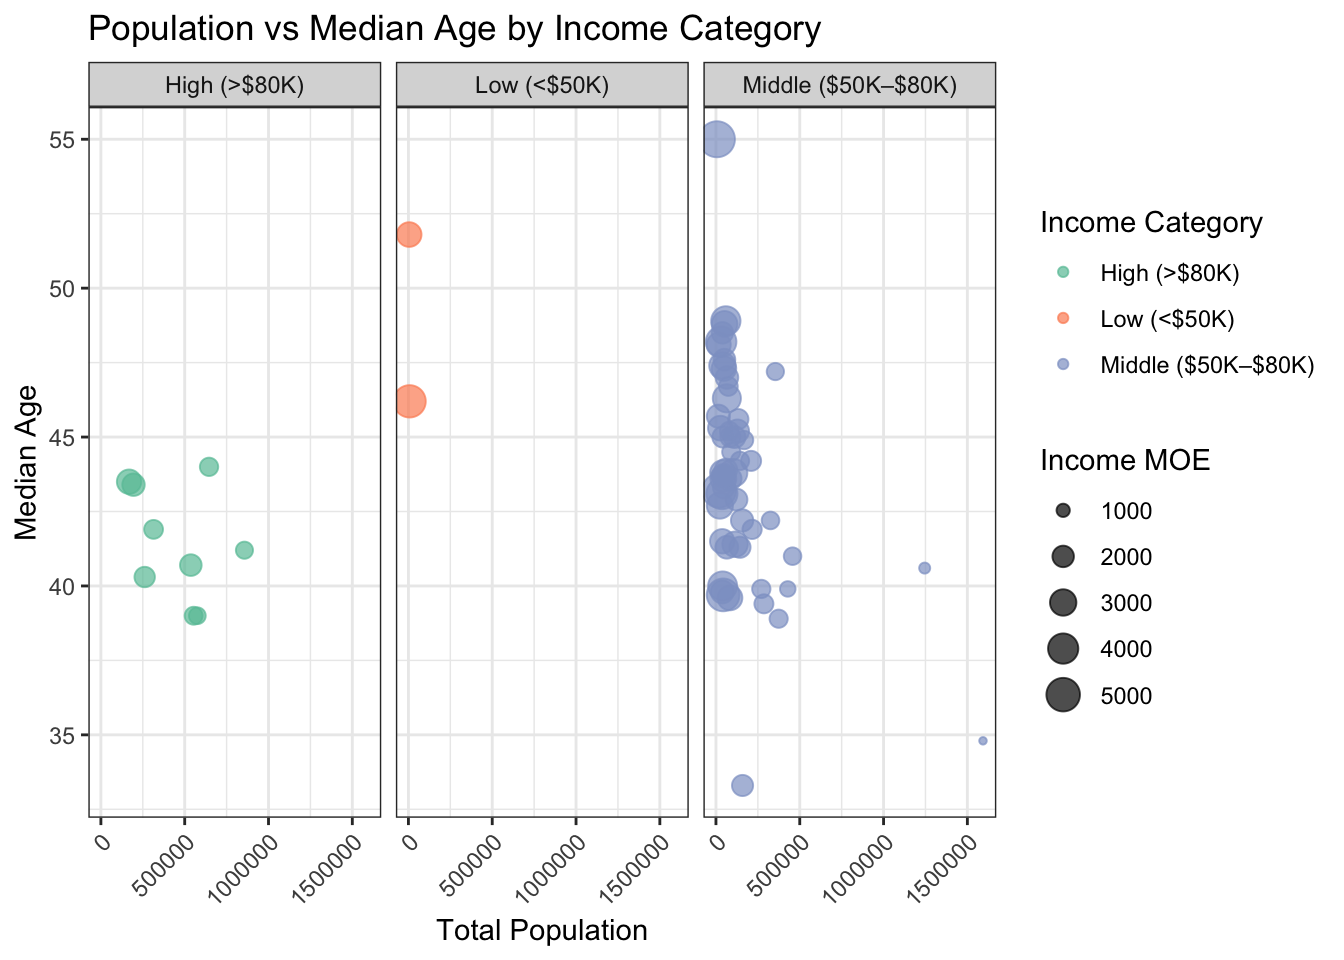 Population vs Median Age by Income Category
High (>$80K)
Low (<$50K)
Middle ($50K–$80K)
55
50
45
40
35
Median Age
0
500000
1000000
1500000
0
500000
1000000
1500000
0
500000
1000000
1500000
Total Population
Income Category
High (>$80K)
Low (<$50K)
Middle ($50K–$80K)
Income MOE
1000
2000
3000
4000
5000